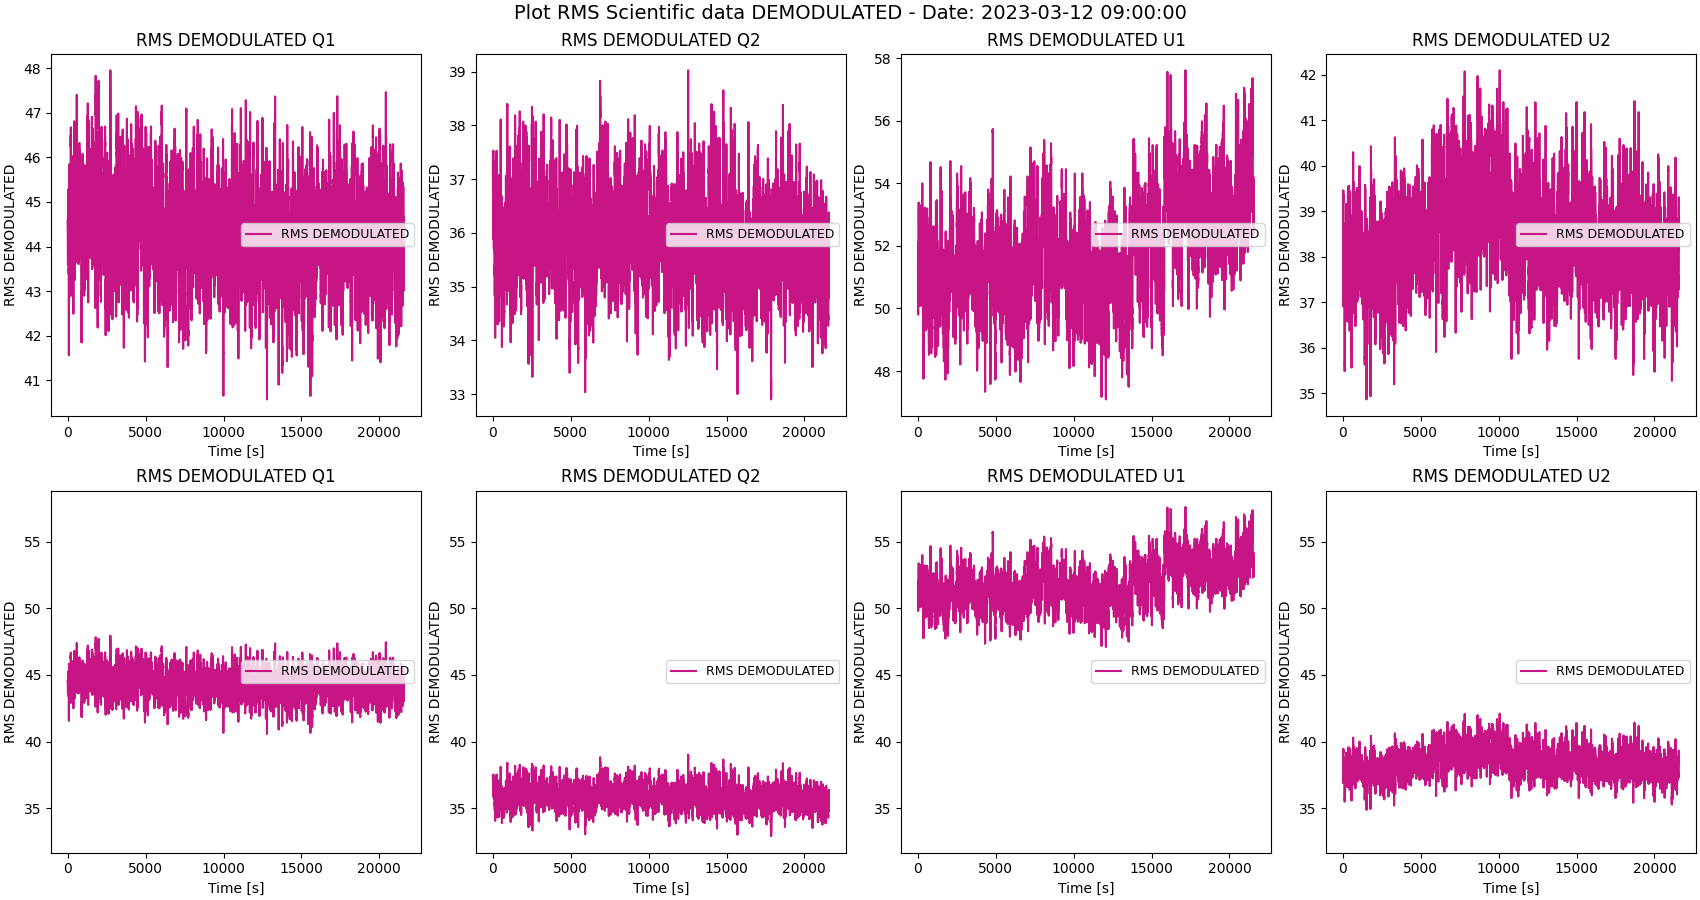 Plot RMS Scientific data DEMODULATED - Date: 2023-03-12 09:00:00
RMS DEMODULATED Q1
RMS DEMODULATED
48
47
46
45
44
43
42
41
RMS DEMODULATED
0 5000 10000 15000 20000
Time [s]
RMS DEMODULATED Q2
RMS DEMODULATED
39
38
37
36
35
34
33
RMS DEMODULATED
0 5000 10000 15000 20000
Time [s]
RMS DEMODULATED U1
RMS DEMODULATED
58
56
54
52
50
48
RMS DEMODULATED
0 5000 10000 15000 20000
Time [s]
RMS DEMODULATED U2
RMS DEMODULATED
42
41
40
39
38
37
36
35
RMS DEMODULATED
0 5000 10000 15000 20000
Time [s]
RMS DEMODULATED Q1
RMS DEMODULATED
55
50
45
40
35
RMS DEMODULATED
0 5000 10000 15000 20000
Time [s]
RMS DEMODULATED Q2
RMS DEMODULATED
55
50
45
40
35
RMS DEMODULATED
0 5000 10000 15000 20000
Time [s]
RMS DEMODULATED U1
RMS DEMODULATED
55
50
45
40
35
RMS DEMODULATED
0 5000 10000 15000 20000
Time [s]
RMS DEMODULATED U2
RMS DEMODULATED
55
50
45
40
35
RMS DEMODULATED
0 5000 10000 15000 20000
Time [s]